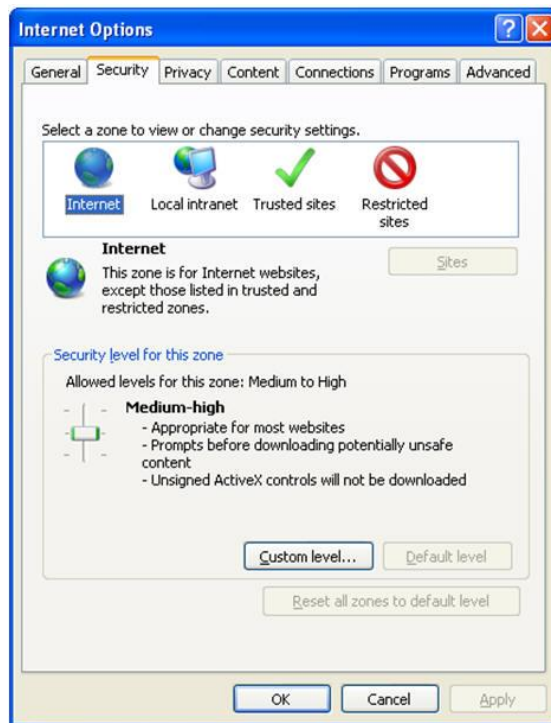 Internet Options
General Security Privacy Content Connections Programs Advanced
Select a zone to view or change security settings.
Internet Local intranet Trusted sites Restricted
sites
Internet
This zone is for Internet websites,
except those listed in trusted and
restricted zones.
Sites
Security level for this zone
Allowed levels for this zone: Medium to High
Medium-high
- Appropriate for most websites
- Prompts before downloading potentially unsafe
content
- Unsigned ActiveX controls will not be downloaded
Custom level... Default level
Reset all zones to default level
OK Cancel Apply